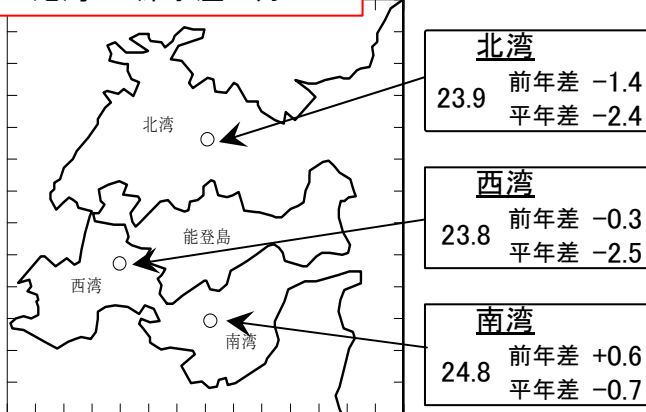 北湾
23.9
前年差 -1.4
平年差 -2.4
西湾
23.8
前年差 -0.3
平年差 -2.5
南湾
24.8
前年差 +0.6
平年差 -0.7
北湾
能登島
西湾
南湾